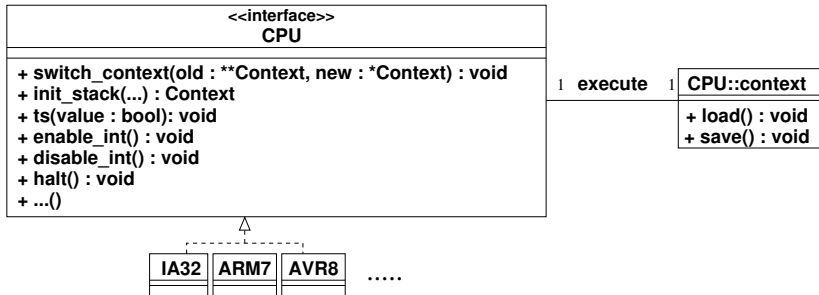 <<interface>>
CPU
+ switch_context(old : **Context, new : *Context) : void
+ init_stack(...) : Context
+ ts(value : bool): void
+ enable_int() : void
+ disable_int() : void
+ halt() : void
+ ...()
1 execute 1
CPU::context
+ load() : void
+ save() : void
IA32 ARM7 AVR8 .....